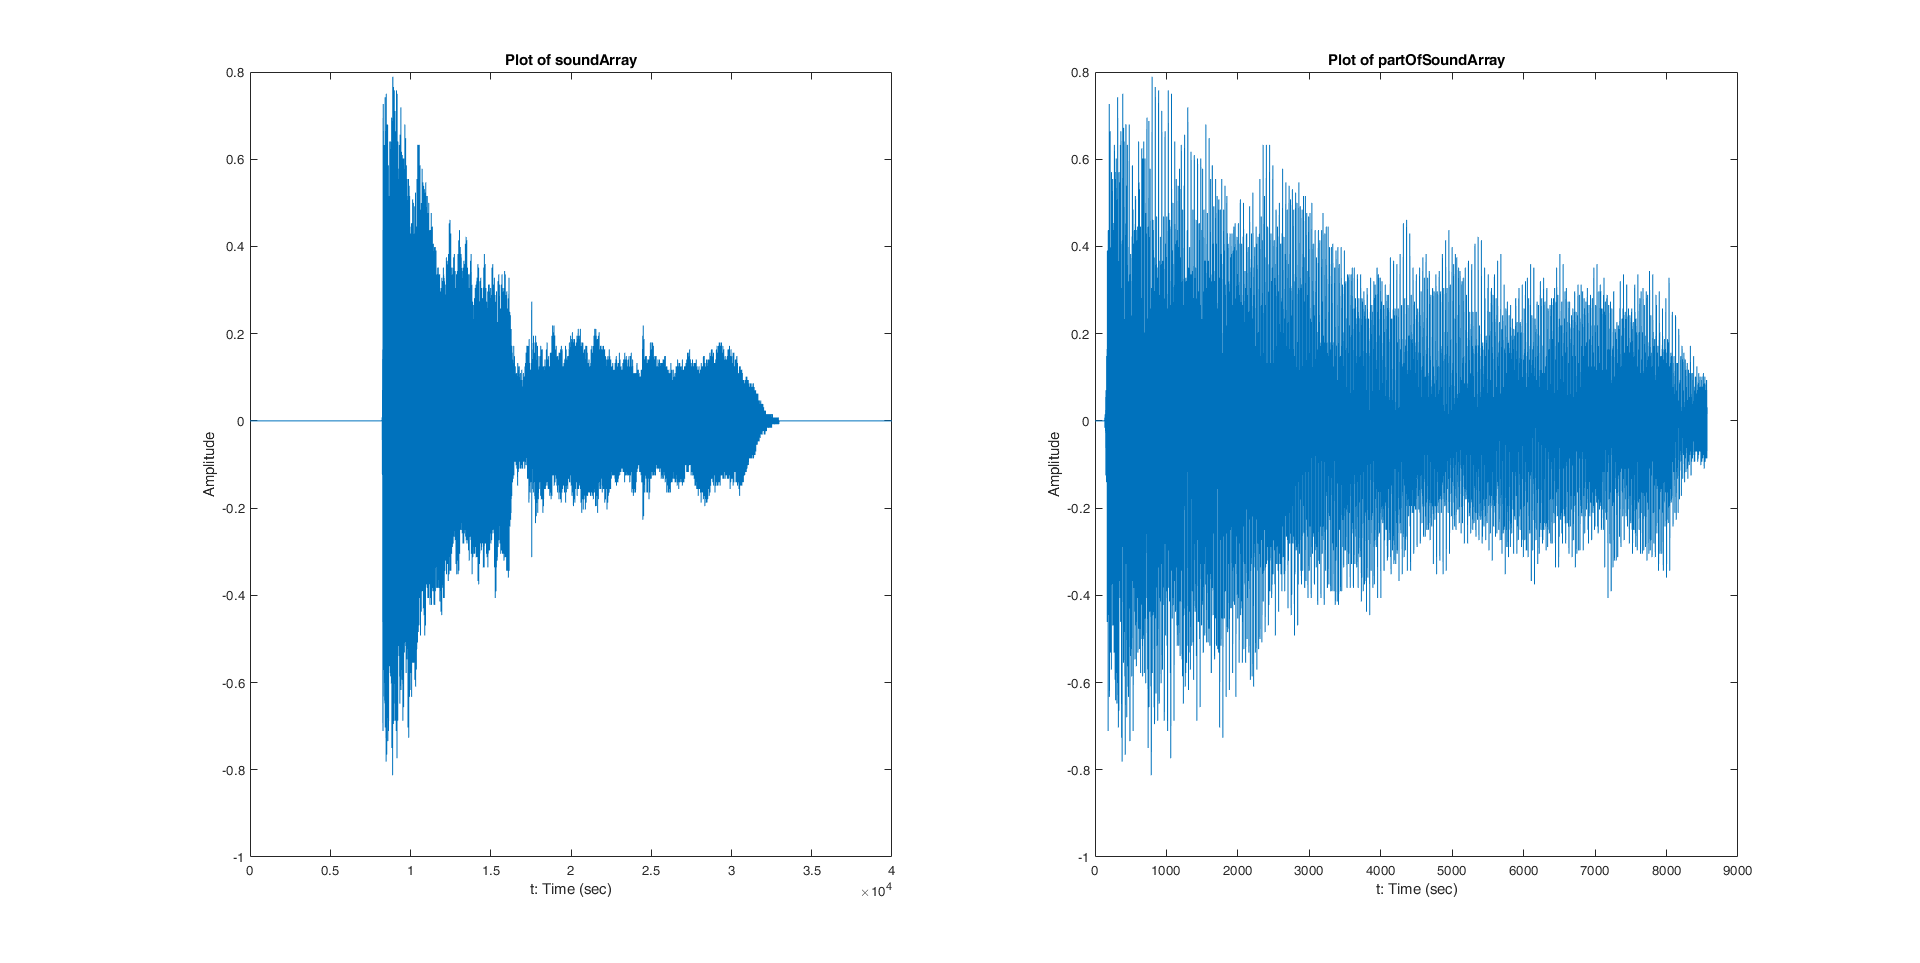 Plot of soundArray
0.8
0.6
0.4
0.2
0
-0.2
-0.4
-0.6
-0.8
-1
Amplitude
0 0.5 1 1.5 2 2.5 3 3.5 4
×10^4
t: Time (sec)
Plot of partOfSoundArray
0.8
0.6
0.4
0.2
0
-0.2
-0.4
-0.6
-0.8
-1
Amplitude
0 1000 2000 3000 4000 5000 6000 7000 8000 9000
t: Time (sec)